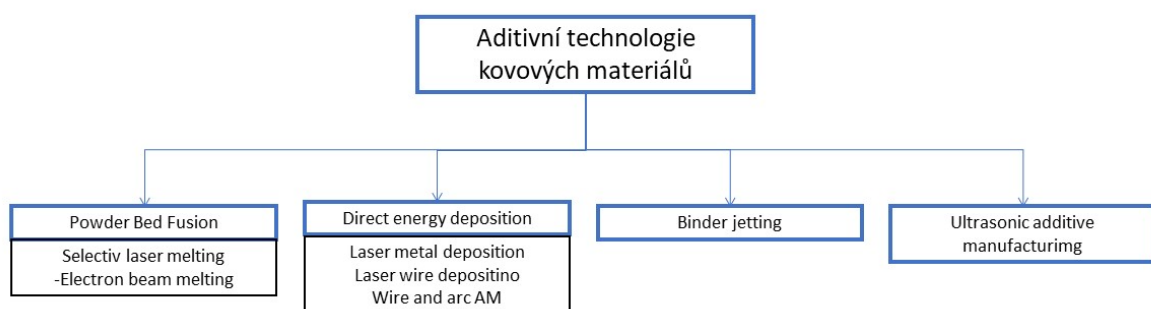 Aditivní technologie
kovových materiálů
Powder Bed Fusion
Selectiv laser melting
-Electron beam melting
Direct energy deposition
Laser metal deposition
Laser wire depositino
Wire and arc AM
Binder jetting
Ultrasonic additive
manufacturimg